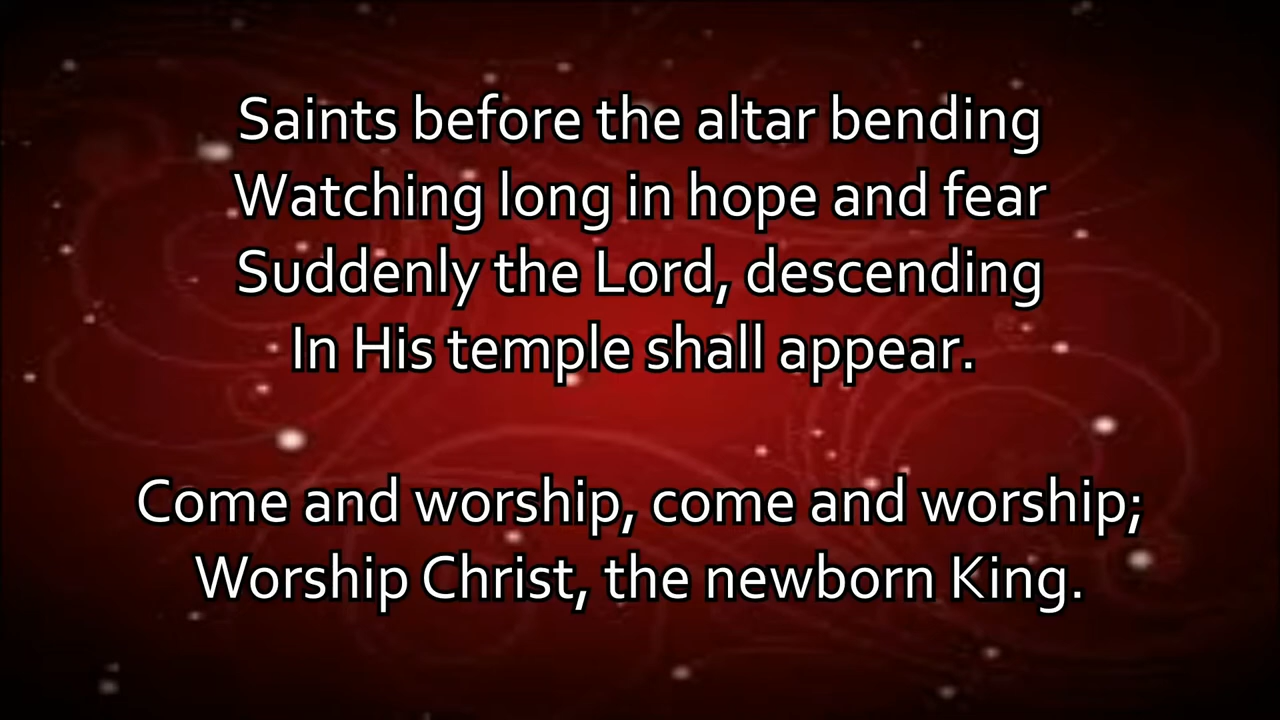 Saints before the altar bending
Watching long in hope and fear
Suddenly the Lord, descending
In His temple shall appear.
Come and worship, come and worship;
Worship Christ, the newborn King.